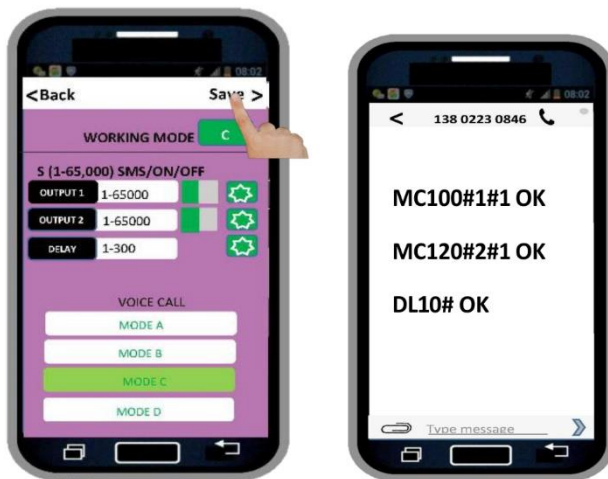 08:02
<Back
Save >
WORKING MODE
C
S (1-65,000) SMS/ON/OFF
OUTPUT 1
1-65000
OUTPUT 2
1-65000
DELAY
1-300
VOICE CALL
MODE A
MODE B
MODE C
MODE D
08:02
< 138 0223 0846
MC100#1#1 OK
MC120#2#1 OK
DL10# OK
Type message